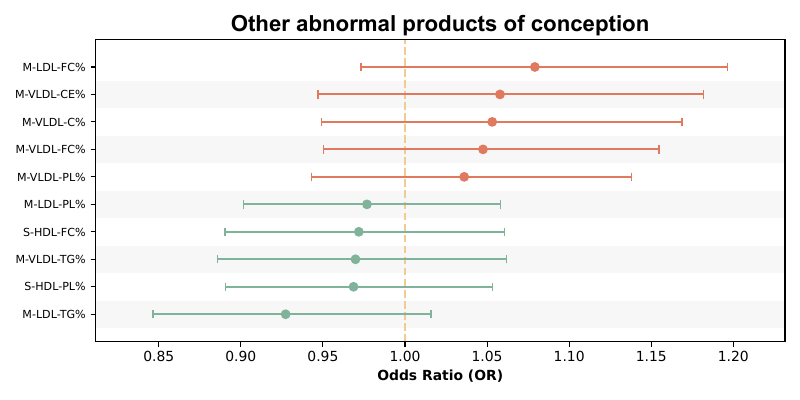 Other abnormal products of conception
M-LDL-FC%
M-VLDL-CE%
M-VLDL-C%
M-VLDL-FC%
M-VLDL-PL%
M-LDL-PL%
S-HDL-FC%
M-VLDL-TG%
S-HDL-PL%
M-LDL-TG%
0.85 0.90 0.95 1.00 1.05 1.10 1.15 1.20
Odds Ratio (OR)